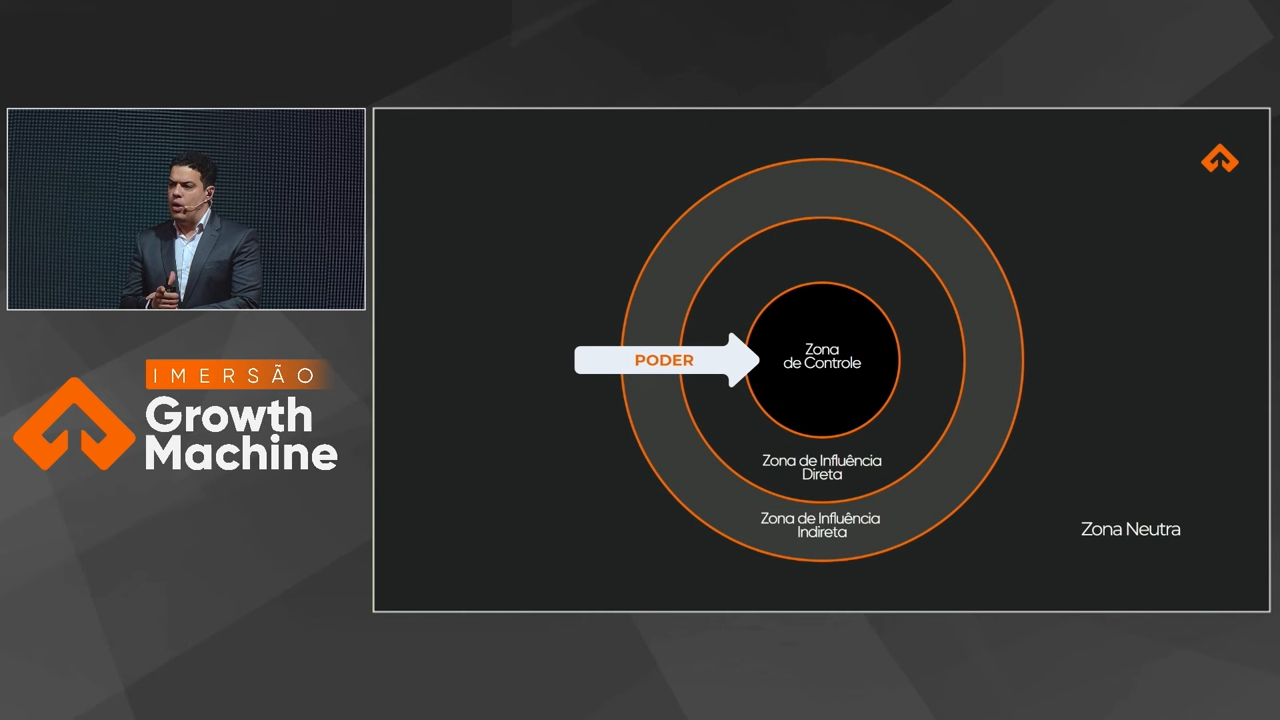 IMERSÃO
Growth
Machine
PODER
Zona
de Controle
Zona de Influência
Direta
Zona de Influência
Indireta
Zona Neutra